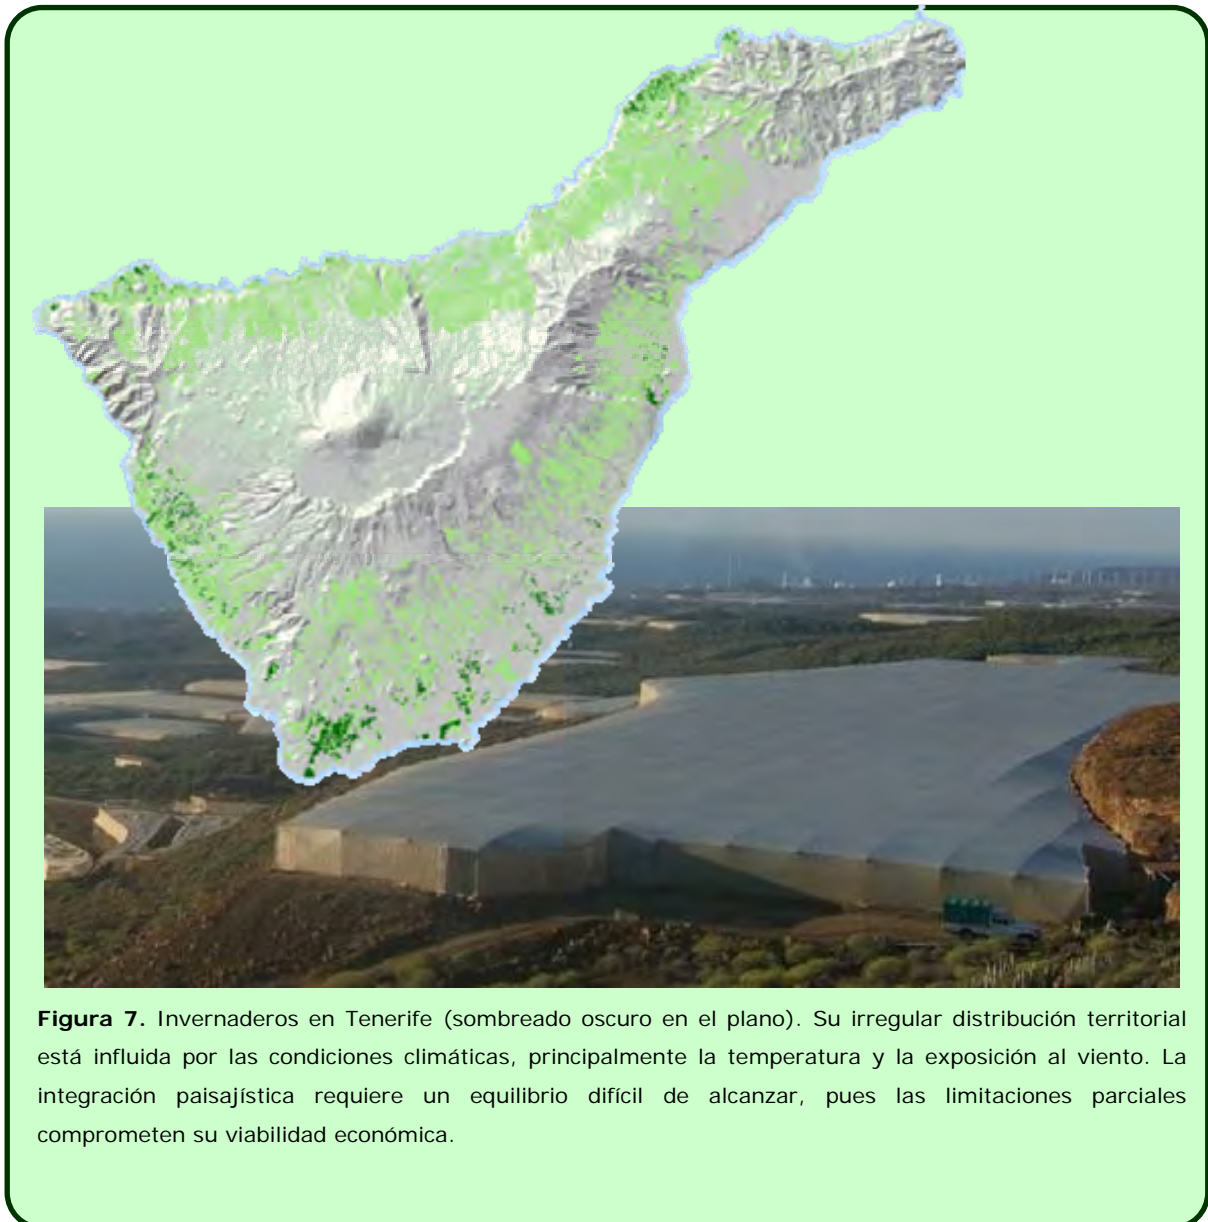 Figura 7. Invernaderos en Tenerife (sombreado oscuro en el plano). Su irregular distribución territorial
está influida por las condiciones climáticas, principalmente la temperatura y la exposición al viento. La
integración paisajística requiere un equilibrio difícil de alcanzar, pues las limitaciones parciales
comprometen su viabilidad económica.